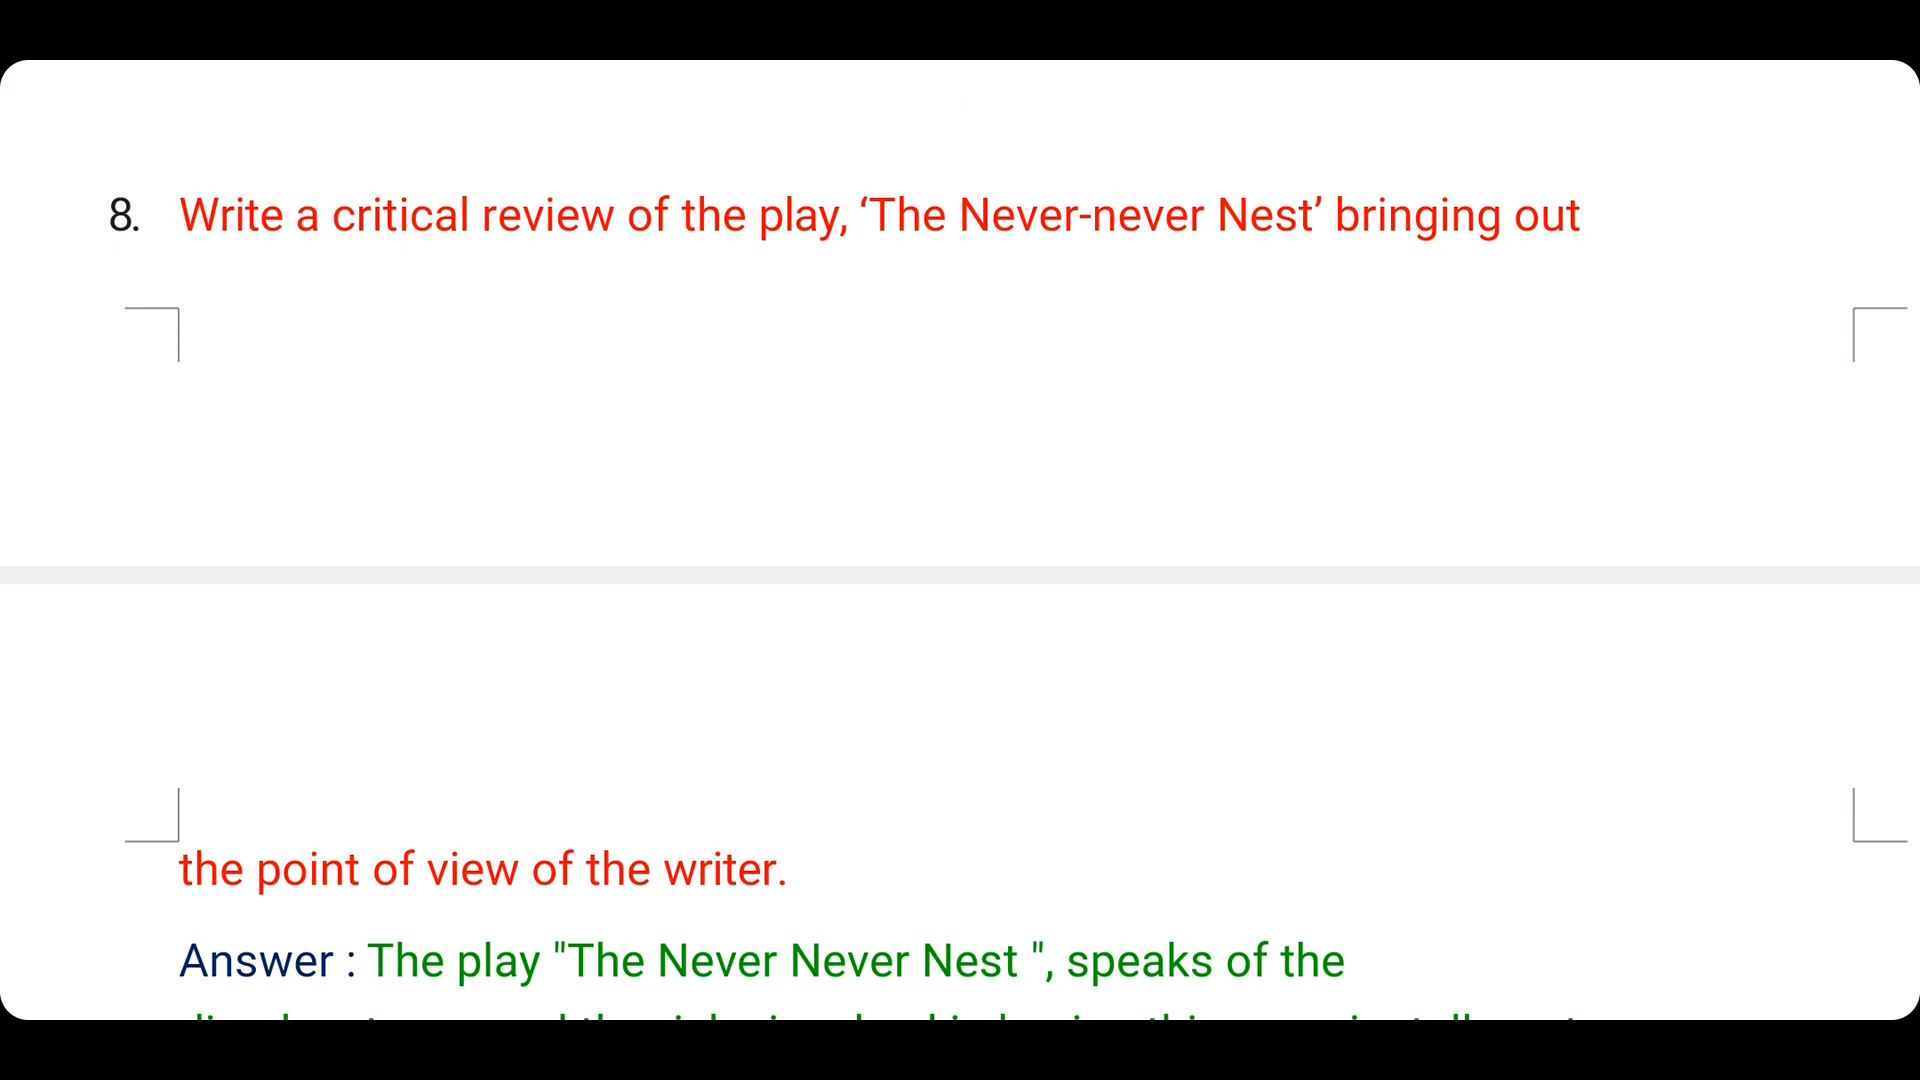 8. Write a critical review of the play, ‘The Never-never Nest’ bringing out
the point of view of the writer.
Answer : The play "The Never Never Nest ", speaks of the